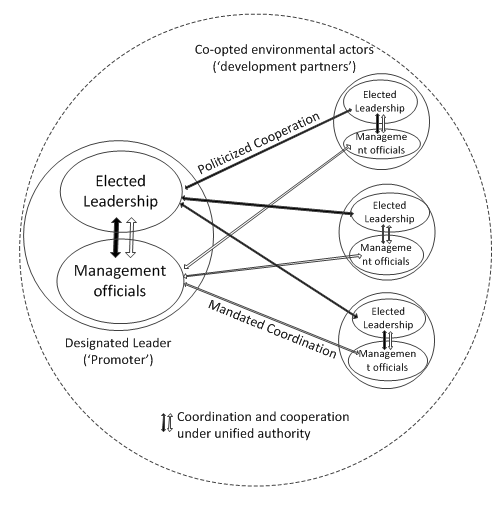 Co-opted environmental actors
('development partners')
Elected
Leadership
Manageme
nt officials
Politicized Cooperation
Elected
Leadership
Management
officials
Elected
Leadership
Manageme
nt officials
Elected
Leadership
Managemen
t officials
Mandated Coordination
Designated Leader
('Promoter')
Coordination and cooperation
under unified authority